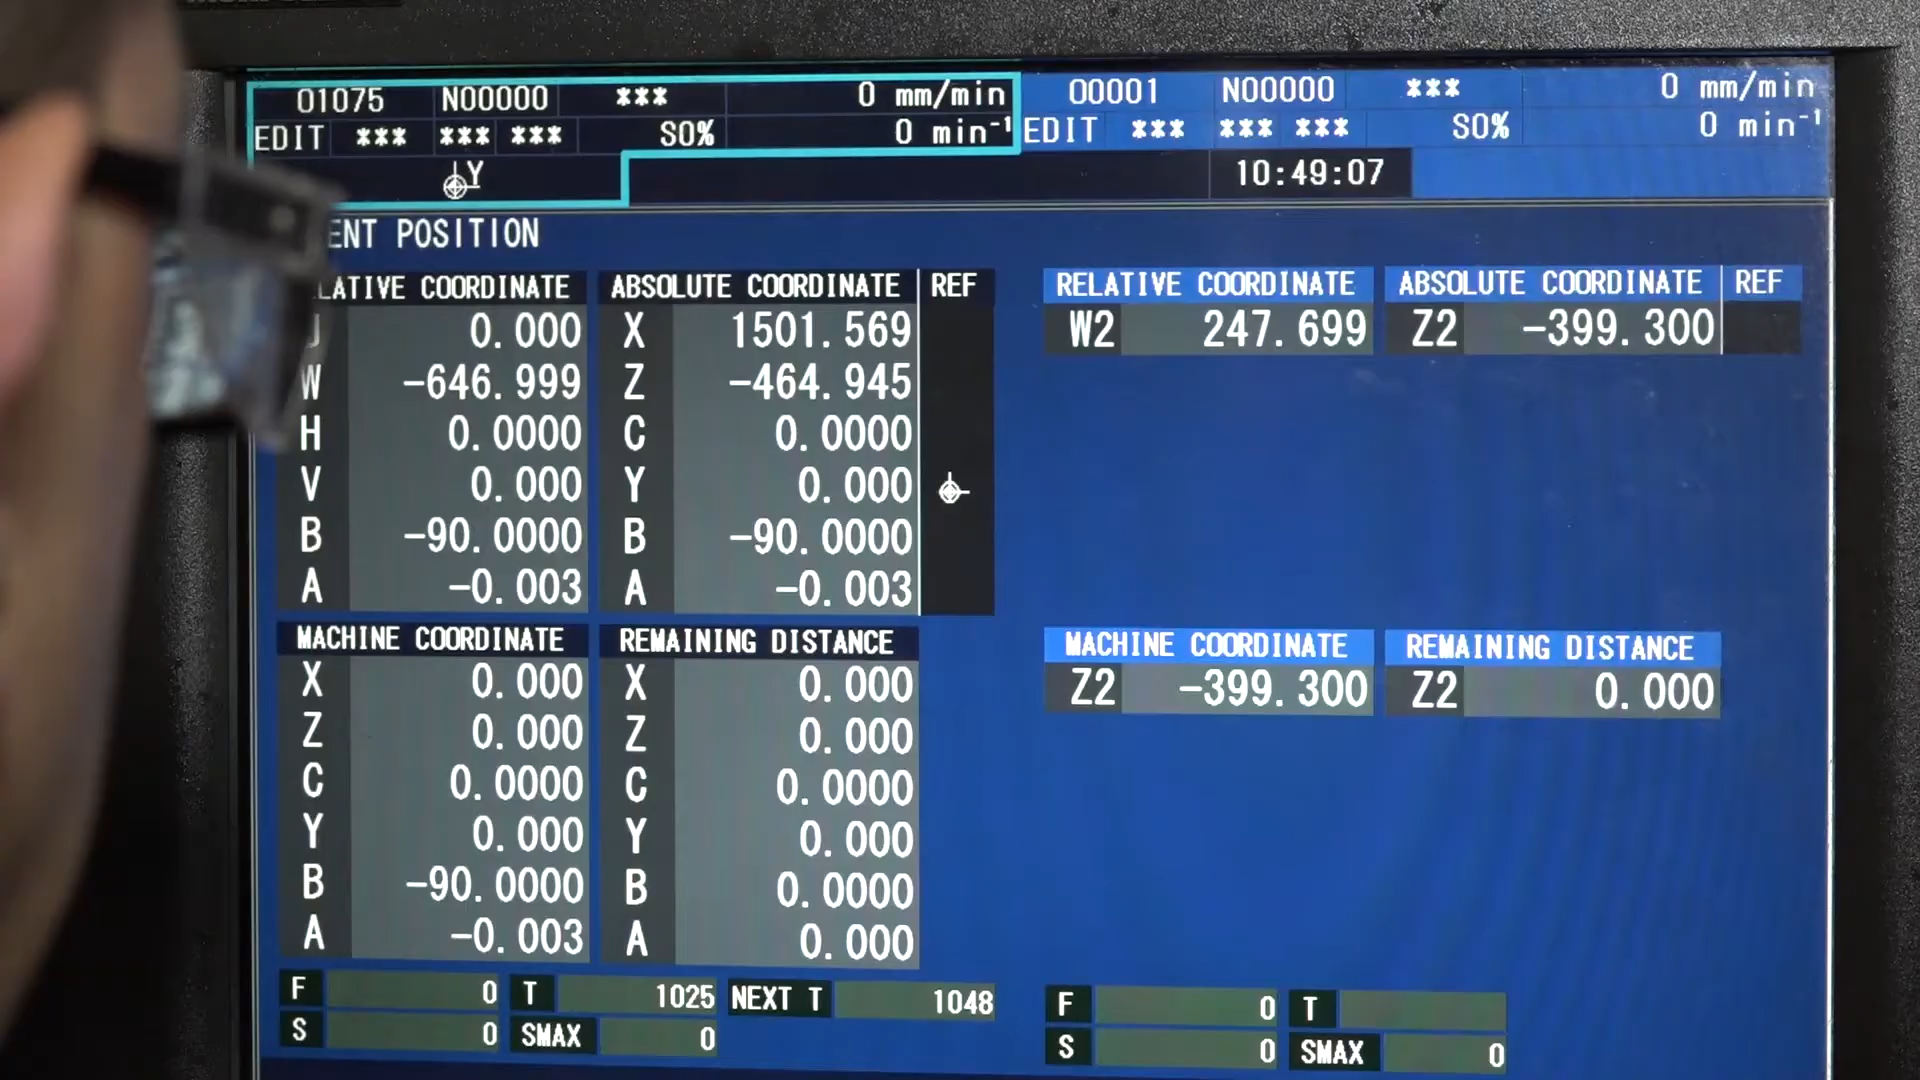 O1075 N00000 *** 0 mm/min
EDIT *** *** *** S0% 0 min⁻¹
Y
O0001 N00000 *** 0 mm/min
EDIT *** *** *** S0% 0 min⁻¹
10:49:07
ENT POSITION
LATIVE COORDINATE
0.000
W -646.999
H 0.0000
V 0.000
B -90.0000
A -0.003
ABSOLUTE COORDINATE REF
X 1501.569
Z -464.945
C 0.0000
Y 0.000
B -90.0000
A -0.003
MACHINE COORDINATE
X 0.000
Z 0.000
C 0.0000
Y 0.000
B -90.0000
A -0.003
REMAINING DISTANCE
X 0.000
Z 0.000
C 0.0000
Y 0.000
B 0.0000
A 0.000
F 0 T 1025 NEXT T 1048
S 0 SMAX 0
RELATIVE COORDINATE
W2 247.699
ABSOLUTE COORDINATE REF
Z2 -399.300
MACHINE COORDINATE
Z2 -399.300
REMAINING DISTANCE
Z2 0.000
F 0 T
S 0 SMAX 0